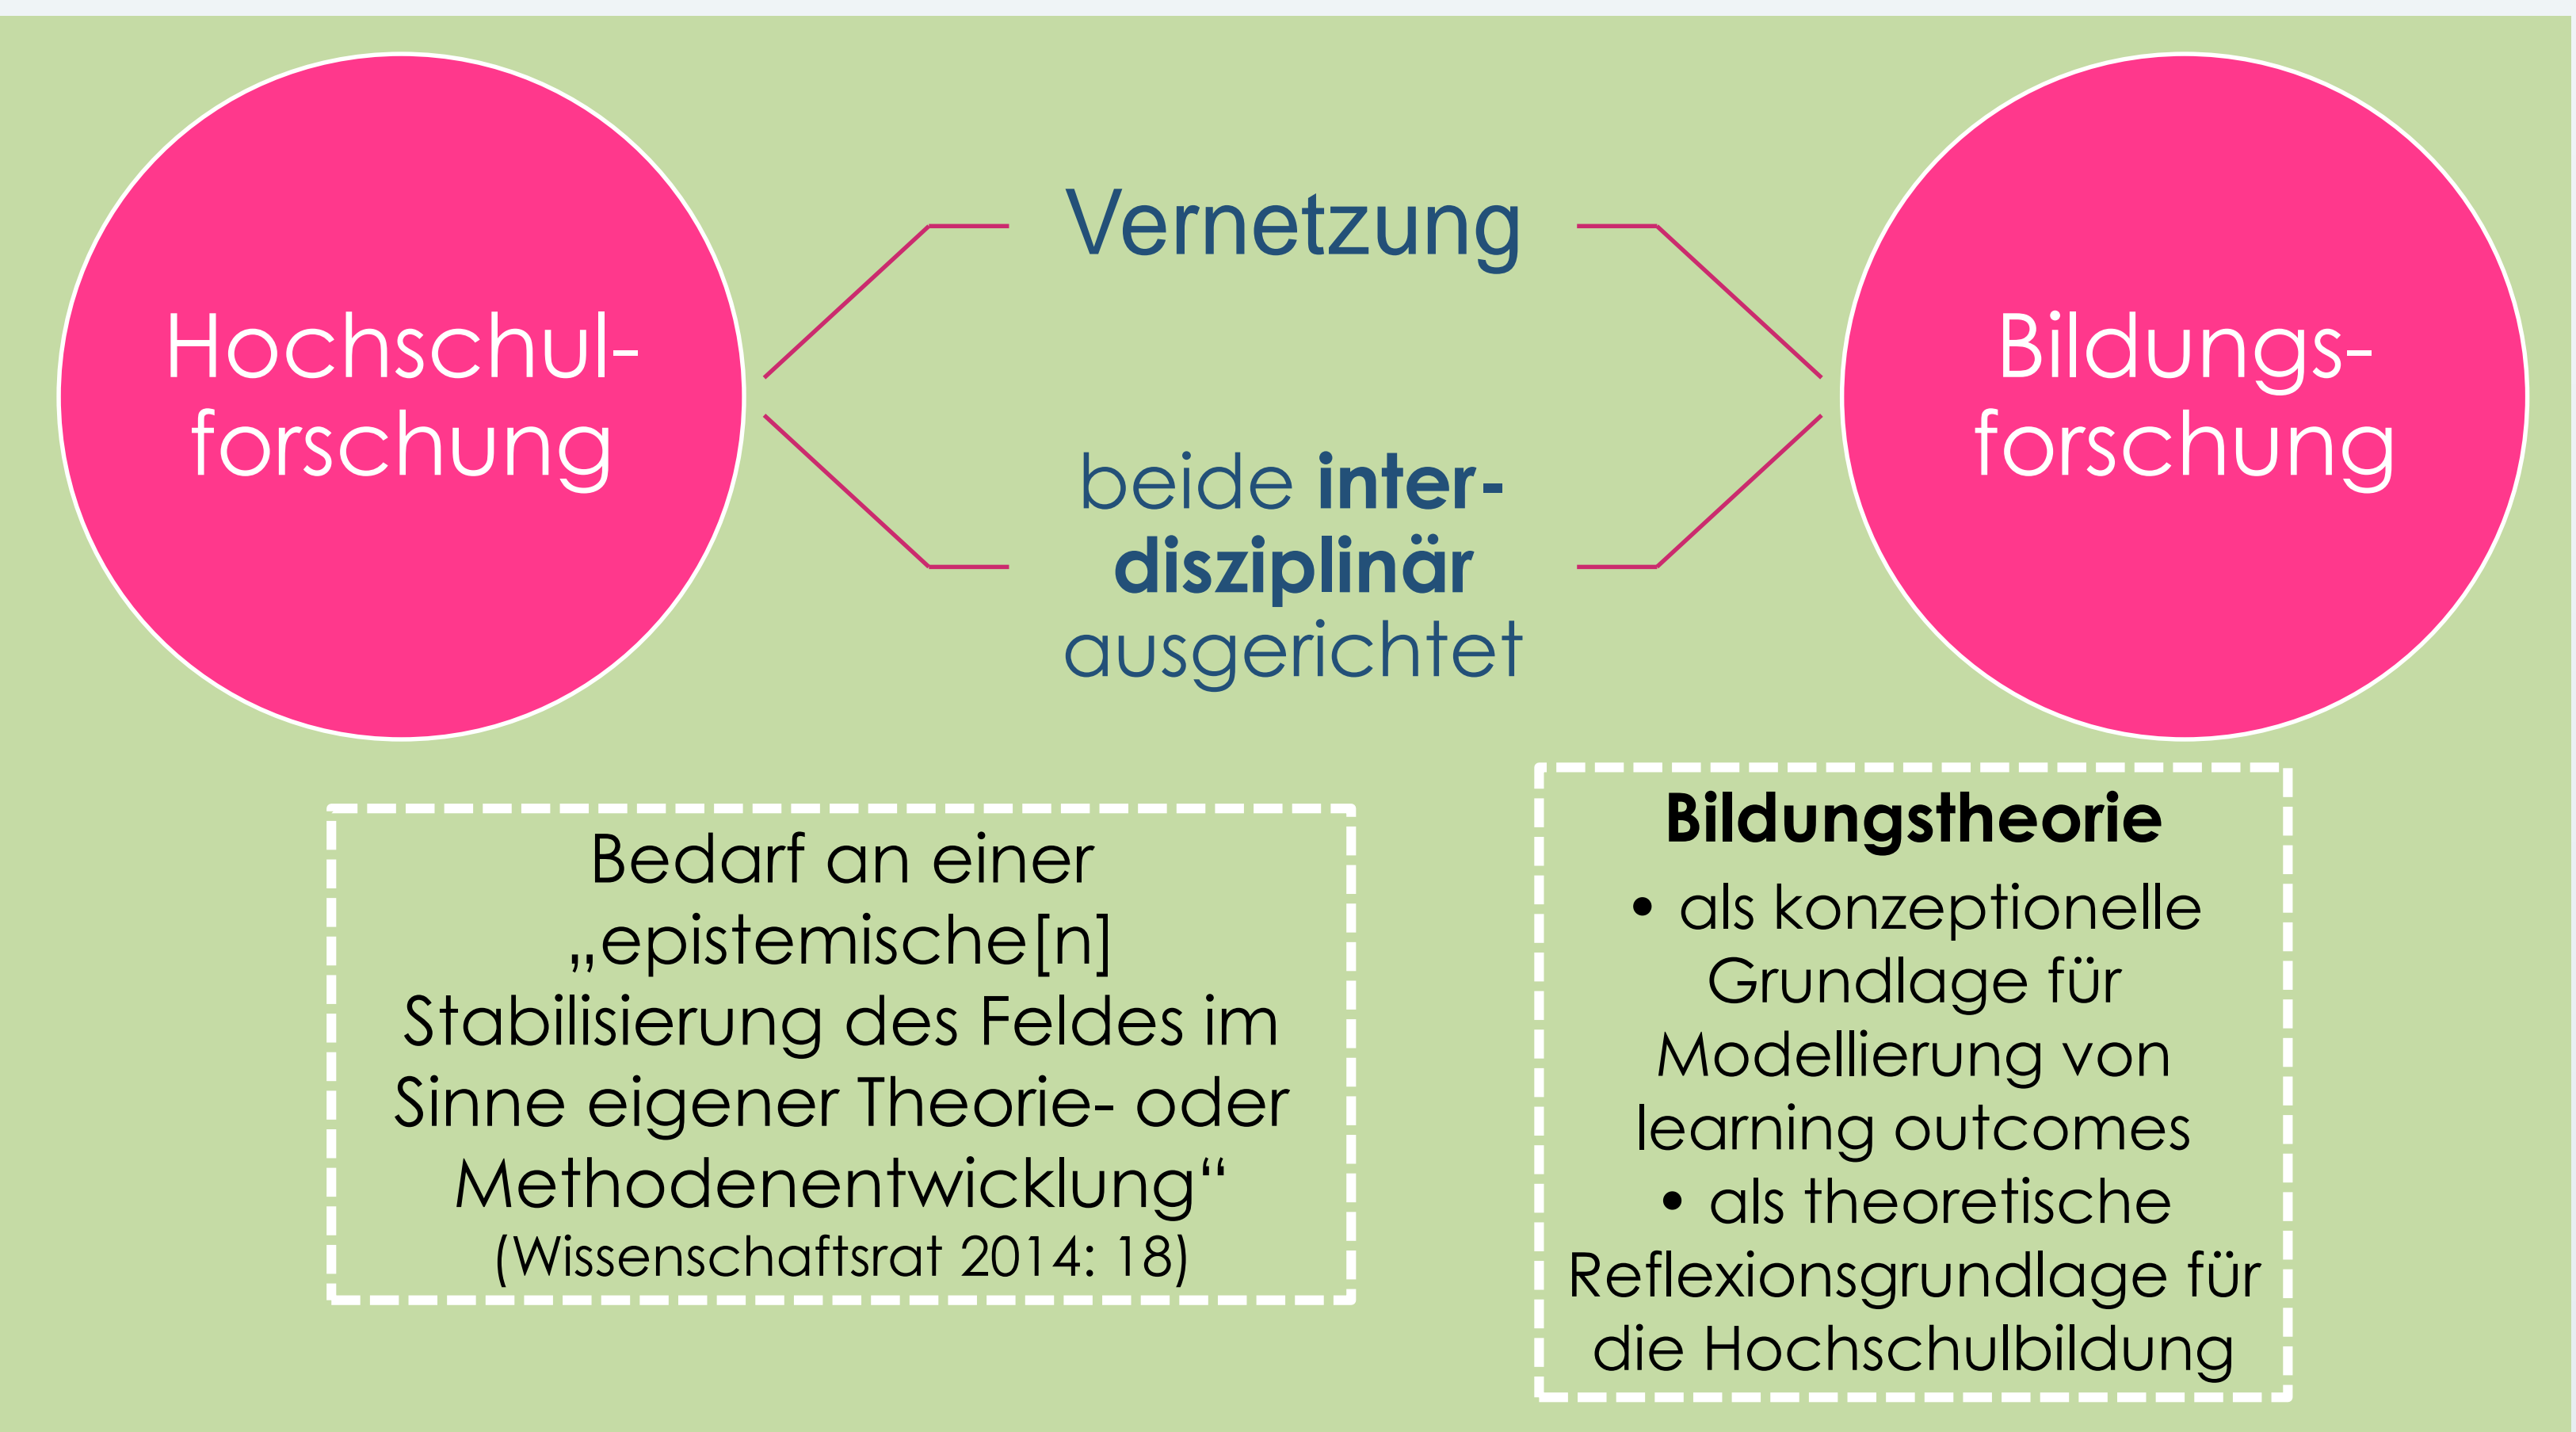 Hochschul-
forschung
Vernetzung
beide inter-
disziplinär
ausgerichtet
Bildungs-
forschung
Bedarf an einer
„epistemische[n]
Stabilisierung des Feldes im
Sinne eigener Theorie- oder
Methodenentwicklung“
(Wissenschaftsrat 2014: 18)
Bildungstheorie
• als konzeptionelle
Grundlage für
Modellierung von
learning outcomes
• als theoretische
Reflexionsgrundlage für
die Hochschulbildung